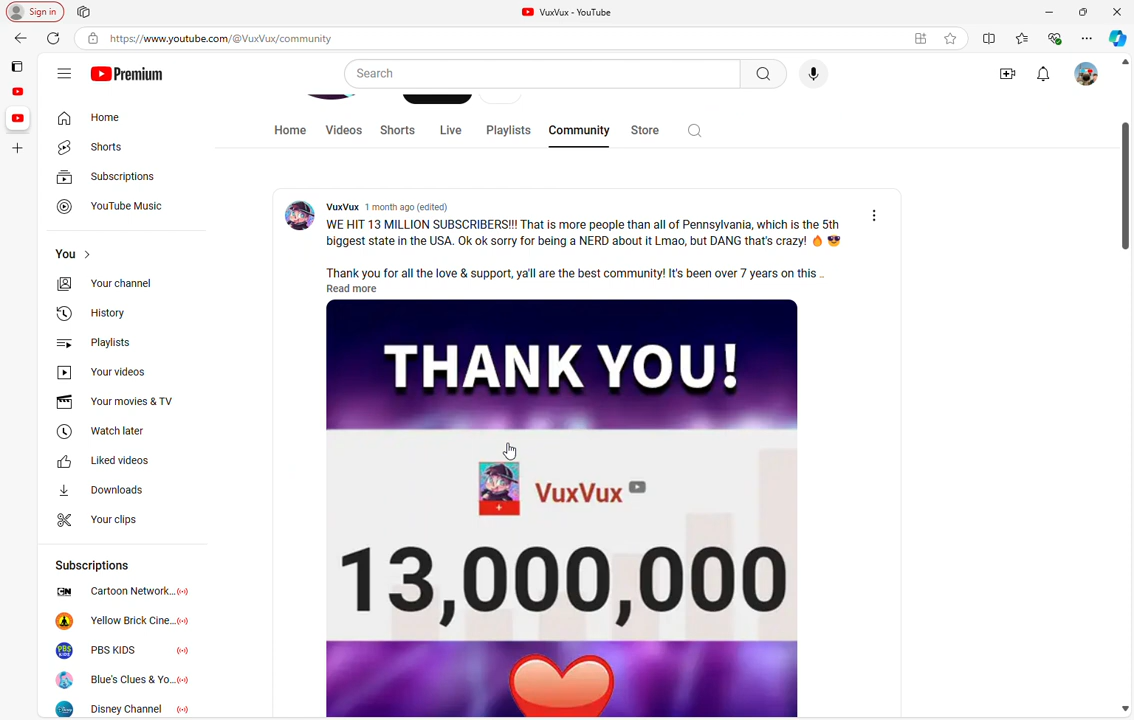 Sign in
VuxVux - YouTube
https://www.youtube.com/@VuxVux/community
Premium
Search
Home
Shorts
Subscriptions
YouTube Music
You
Your channel
History
Playlists
Your videos
Your movies & TV
Watch later
Liked videos
Downloads
Your clips
Subscriptions
Cartoon Network...
Yellow Brick Cine...
PBS KIDS
Blue's Clues & Yo...
Disney Channel
Home Videos Shorts Live Playlists Community Store
VuxVux 1 month ago (edited)
WE HIT 13 MILLION SUBSCRIBERS!!! That is more people than all of Pennsylvania, which is the 5th
biggest state in the USA. Ok ok sorry for being a NERD about it Lmao, but DANG that's crazy! 🔥 😎
Thank you for all the love & support, ya'll are the best community! It's been over 7 years on this ..
Read more
THANK YOU!
VuxVux
13,000,000